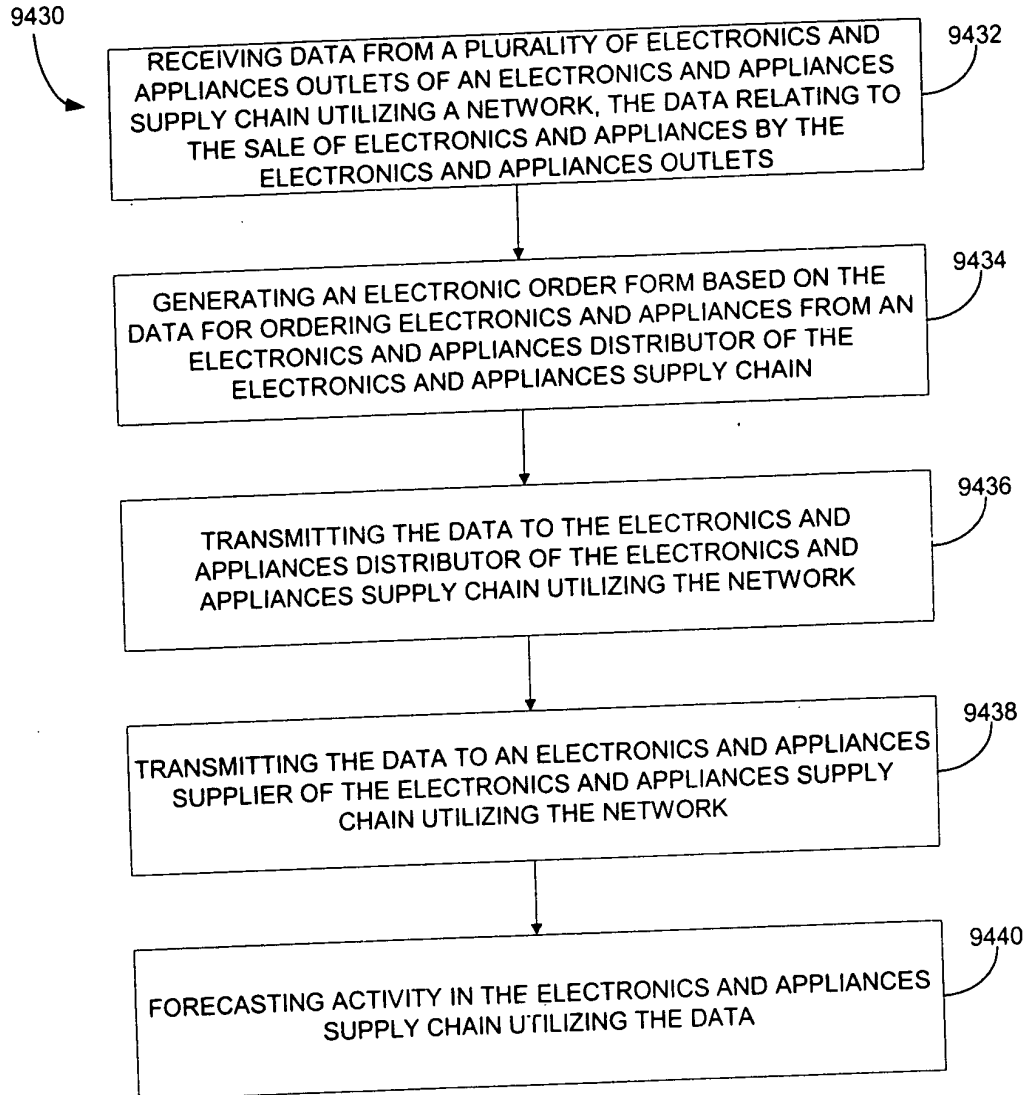 9430
RECEIVING DATA FROM A PLURALITY OF ELECTRONICS AND
APPLIANCES OUTLETS OF AN ELECTRONICS AND APPLIANCES
SUPPLY CHAIN UTILIZING A NETWORK, THE DATA RELATING TO
THE SALE OF ELECTRONICS AND APPLIANCES BY THE
ELECTRONICS AND APPLIANCES OUTLETS
9432
GENERATING AN ELECTRONIC ORDER FORM BASED ON THE
DATA FOR ORDERING ELECTRONICS AND APPLIANCES FROM AN
ELECTRONICS AND APPLIANCES DISTRIBUTOR OF THE
ELECTRONICS AND APPLIANCES SUPPLY CHAIN
9434
TRANSMITTING THE DATA TO THE ELECTRONICS AND
APPLIANCES DISTRIBUTOR OF THE ELECTRONICS AND
APPLIANCES SUPPLY CHAIN UTILIZING THE NETWORK
9436
TRANSMITTING THE DATA TO AN ELECTRONICS AND APPLIANCES
SUPPLIER OF THE ELECTRONICS AND APPLIANCES SUPPLY
CHAIN UTILIZING THE NETWORK
9438
FORECASTING ACTIVITY IN THE ELECTRONICS AND APPLIANCES
SUPPLY CHAIN UTILIZING THE DATA
9440